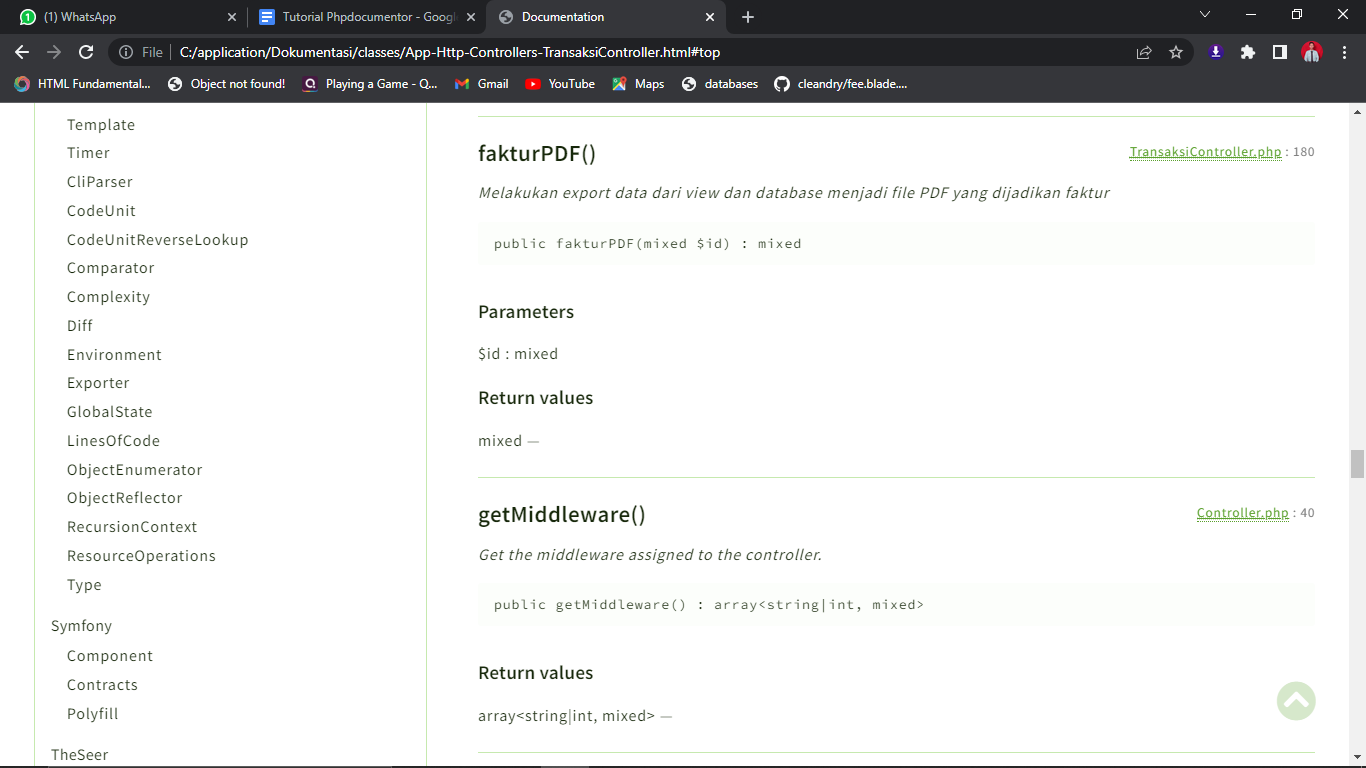 (1) WhatsApp
Tutorial Phpdocumentor - Google
Documentation
File
C:/application/Dokumentasi/classes/App-Http-Controllers-TransaksiController.html#top
HTML Fundamental...
Object not found!
Playing a Game - Q...
Gmail
YouTube
Maps
databases
cleandry/fee.blade....
Template
Timer
CliParser
CodeUnit
CodeUnitReverseLookup
Comparator
Complexity
Diff
Environment
Exporter
GlobalState
LinesOfCode
ObjectEnumerator
ObjectReflector
RecursionContext
ResourceOperations
Type
Symfony
Component
Contracts
Polyfill
TheSeer
fakturPDF()
TransaksiController.php : 180
Melakukan export data dari view dan database menjadi file PDF yang dijadikan faktur
public fakturPDF(mixed $id) : mixed
Parameters
$id : mixed
Return values
mixed —
getMiddleware()
Controller.php : 40
Get the middleware assigned to the controller.
public getMiddleware() : array<string|int, mixed>
Return values
array<string|int, mixed> —